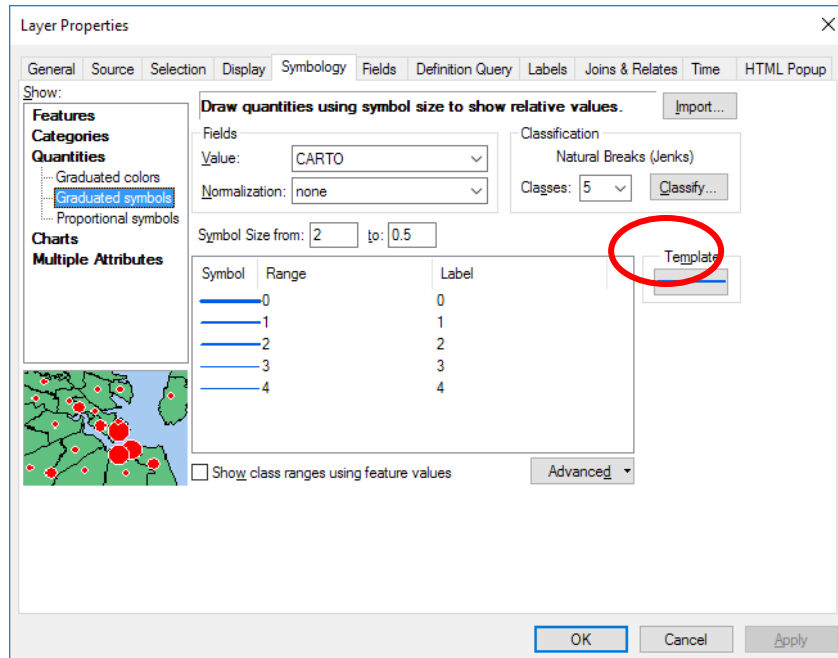 Layer Properties
General Source Selection Display Symbology Fields Definition Query Labels Joins & Relates Time HTML Popup
Show:
Features
Categories
Quantities
Graduated colors
Graduated symbols
Proportional symbols
Charts
Multiple Attributes
Draw quantities using symbol size to show relative values.
Import...
Fields
Value: CARTO
Normalization: none
Classification
Natural Breaks (Jenks)
Classes: 5 Classify...
Symbol Size from: 2 to: 0.5
Template
Symbol Range Label
0 0
1 1
2 2
3 3
4 4
Show class ranges using feature values
Advanced
OK Cancel Apply